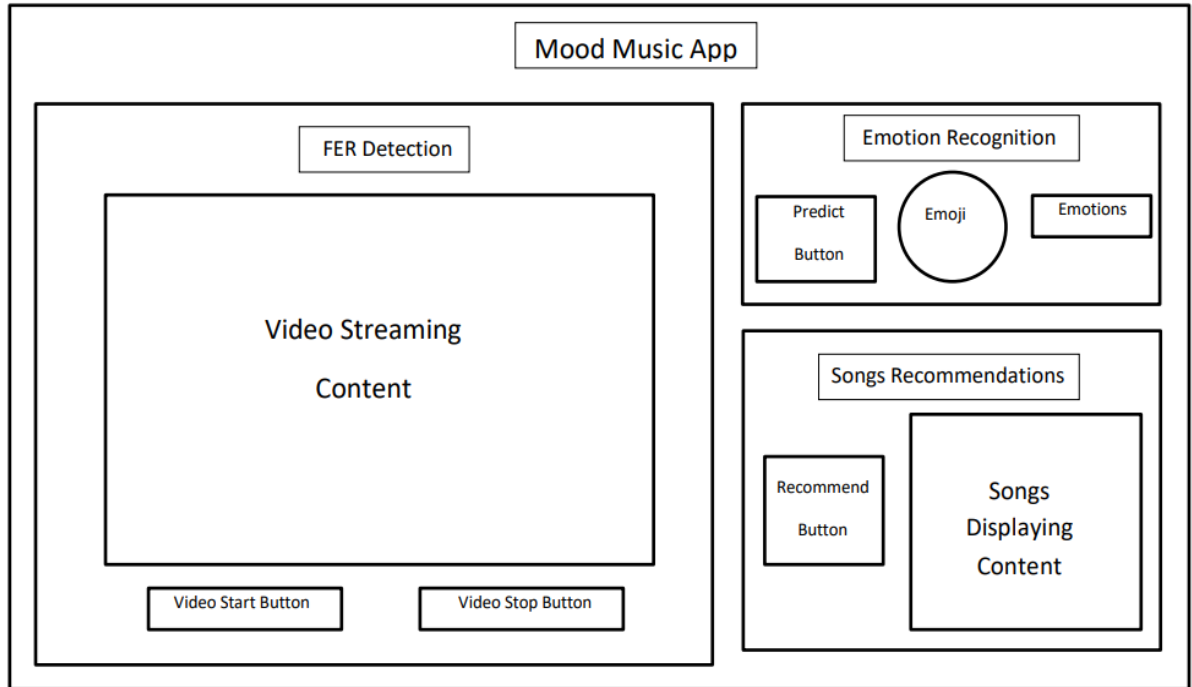 Mood Music App
FER Detection
Video Streaming
Content
Video Start Button
Video Stop Button
Emotion Recognition
Predict
Button
Emoji
Emotions
Songs Recommendations
Recommend
Button
Songs
Displaying
Content